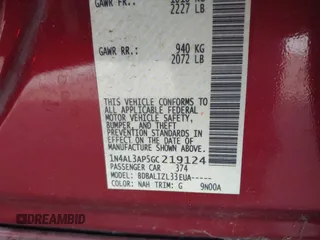 GAWR FR.
2227 LB
GAWR RR: 940 KG
2072 LB
THIS VEHICLE CONFORMS TO
ALL APPLICABLE FEDERAL
MOTOR VEHICLE SAFETY,
BUMPER, AND THEFT
PREVENTION STANDARDS IN
EFFECT ON THE DATE OF
MANUFACTURE SHOWN ABOVE.
1N4AL3AP5GC219124
PASSENGER CAR 374
MODEL: BDBALIZL33EUA-----
COLOR: NAH TRIM: G 9N00A
DREAMBID